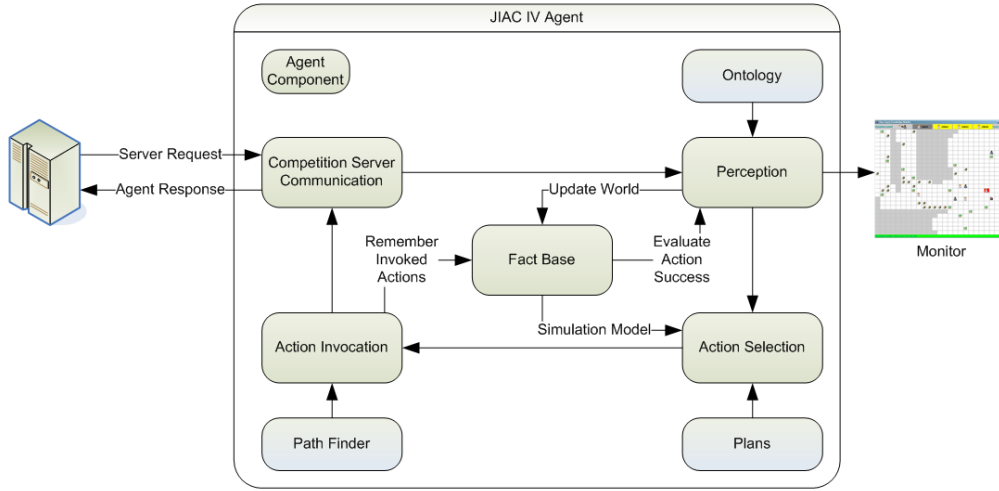 JIAC IV Agent
Agent
Component
Ontology
Server Request
Agent Response
Competition Server
Communication
Perception
Update World
Remember
Invoked
Actions
Fact Base
Evaluate
Action
Success
Monitor
Simulation Model
Action Invocation
Action Selection
Path Finder
Plans